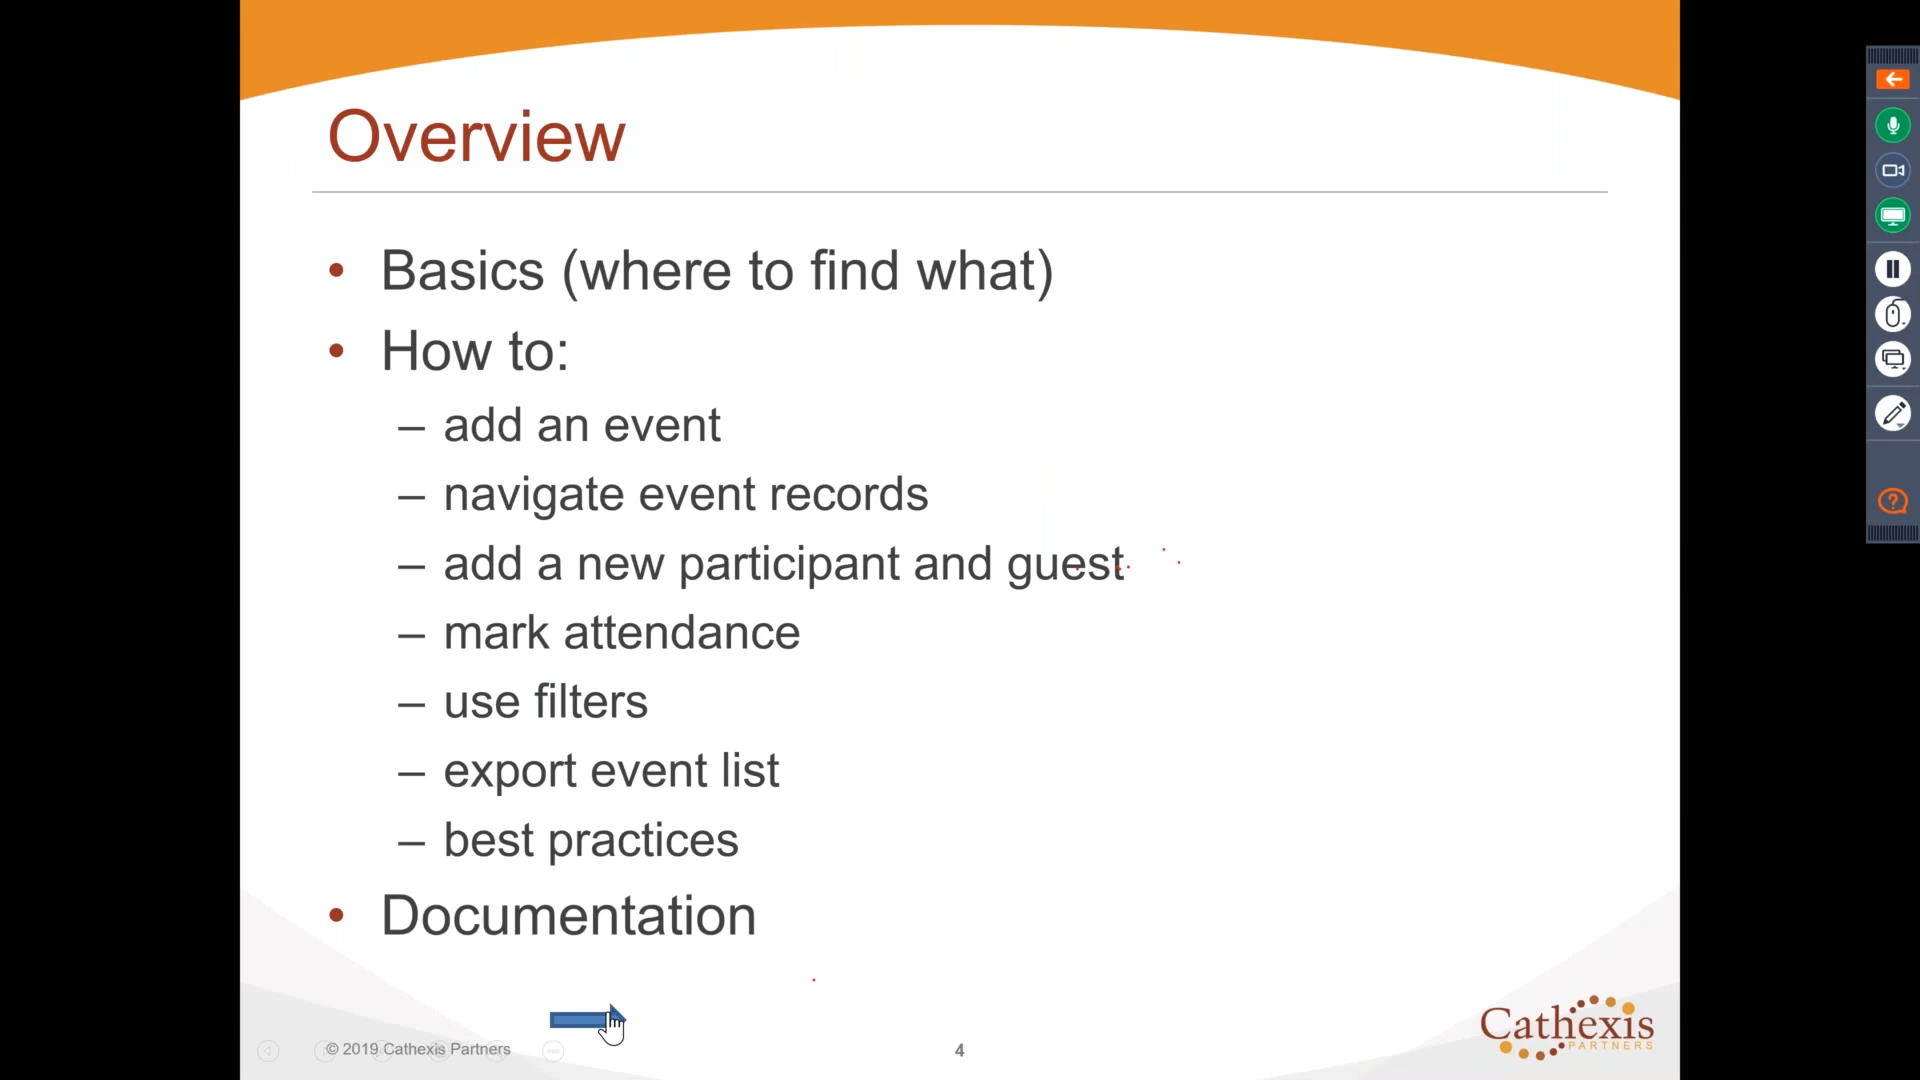 Overview
• Basics (where to find what)
• How to:
– add an event
– navigate event records
– add a new participant and guest
– mark attendance
– use filters
– export event list
– best practices
• Documentation
© 2019 Cathexis Partners
4
Cathexis
PARTNERS